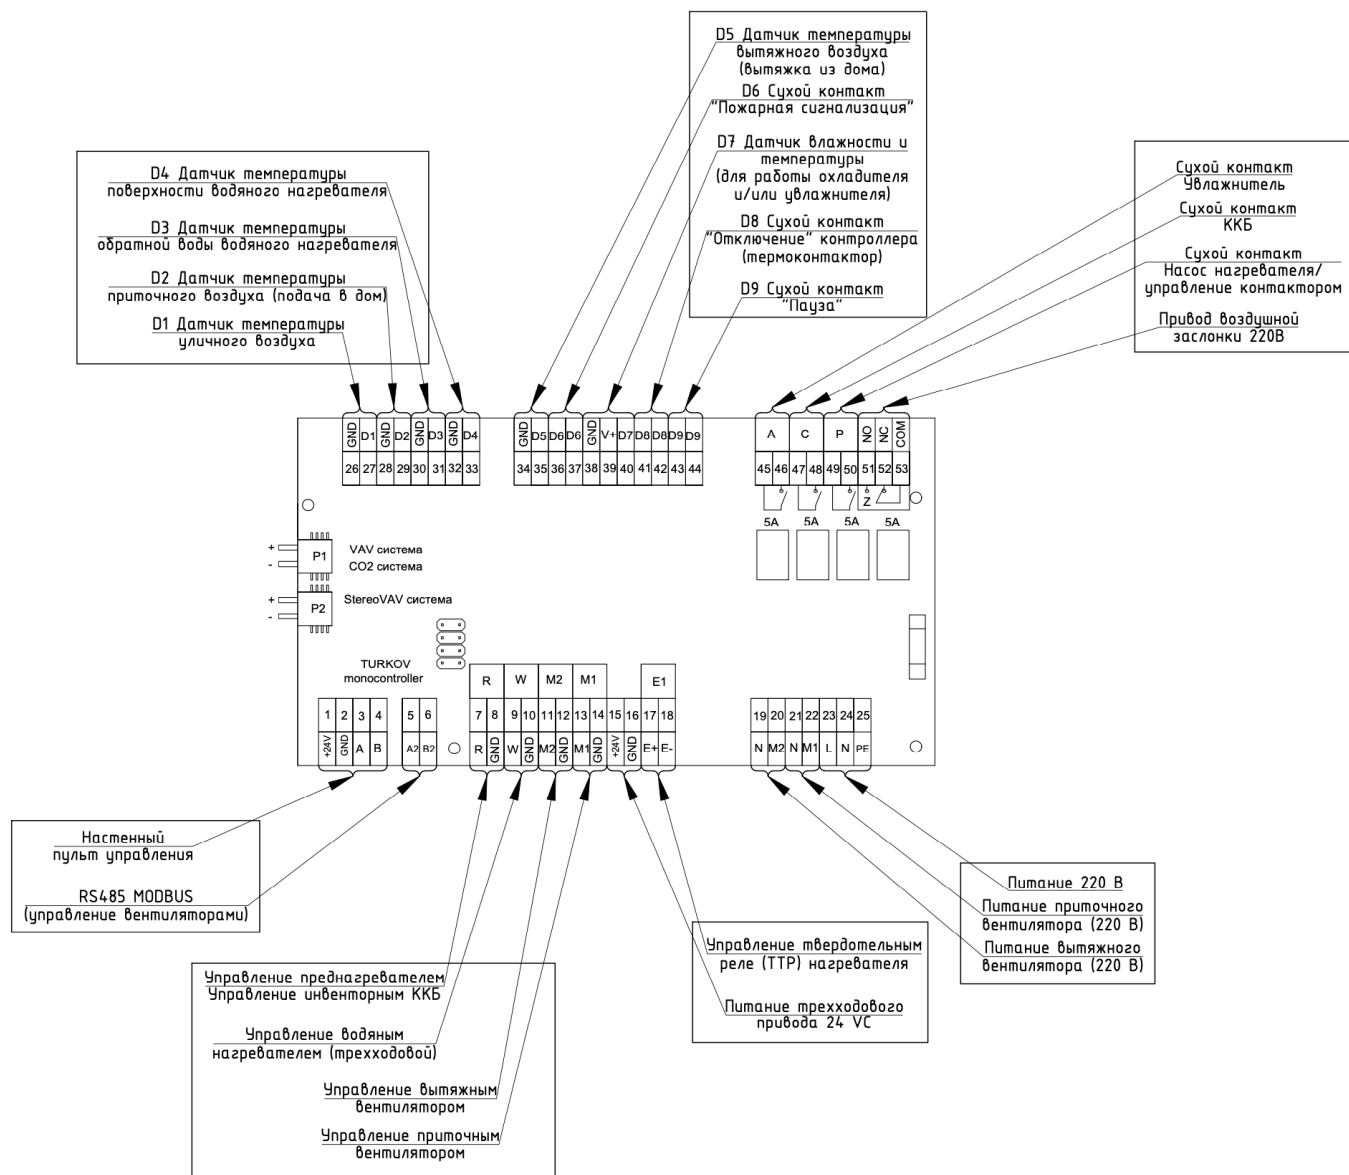 D5 Датчик температуры
вытяжного воздуха
(вытяжка из дома)
D6 Сухой контакт
"Пожарная сигнализация"
D7 Датчик влажности и
температуры
(для работы охладителя
и/или увлажнителя)
D8 Сухой контакт
"Отключение" контроллера
(термоконтактор)
D9 Сухой контакт
"Пауза"
D4 Датчик температуры
поверхности водяного нагревателя
D3 Датчик температуры
обратной воды водяного нагревателя
D2 Датчик температуры
приточного воздуха (подача в дом)
D1 Датчик температуры
уличного воздуха
Сухой контакт
Увлажнитель
Сухой контакт
ККБ
Сухой контакт
Насос нагревателя/
управление контактором
Привод воздушной
заслонки 220В
GND D1 GND D2 GND D3 GND D4
26 27 28 29 30 31 32 33
GND D5 D6 D6 GND V+ D7 D8 D8 D9 D9
34 35 36 37 38 39 40 41 42 43 44
A C P NO NC COM
45 46 47 48 49 50 51 52 53
Z
5A 5A 5A 5A
+
-
P1
VAV система
CO2 система
+
-
P2
StereoVAV система
TURKOV
monocontroller
R W M2 M1 E1
1 2 3 4 5 6 7 8 9 10 11 12 13 14 15 16 17 18 19 20 21 22 23 24 25
+24V GND A B A2 B2 R GND W GND M2 GND M1 GND +24V GND E+ E- N M2 N M1 L N PE
Настенный
пульт управления
RS485 MODBUS
(управление вентиляторами)
Управление преднагревателем
Управление инвенторным ККБ
Управление водяным
нагревателем (трехходовой)
Управление вытяжным
вентилятором
Управление приточным
вентилятором
Управление твердотельным
реле (ТТР) нагревателя
Питание трехходового
привода 24 VC
Питание 220 В
Питание приточного
вентилятора (220 В)
Питание вытяжного
вентилятора (220 В)